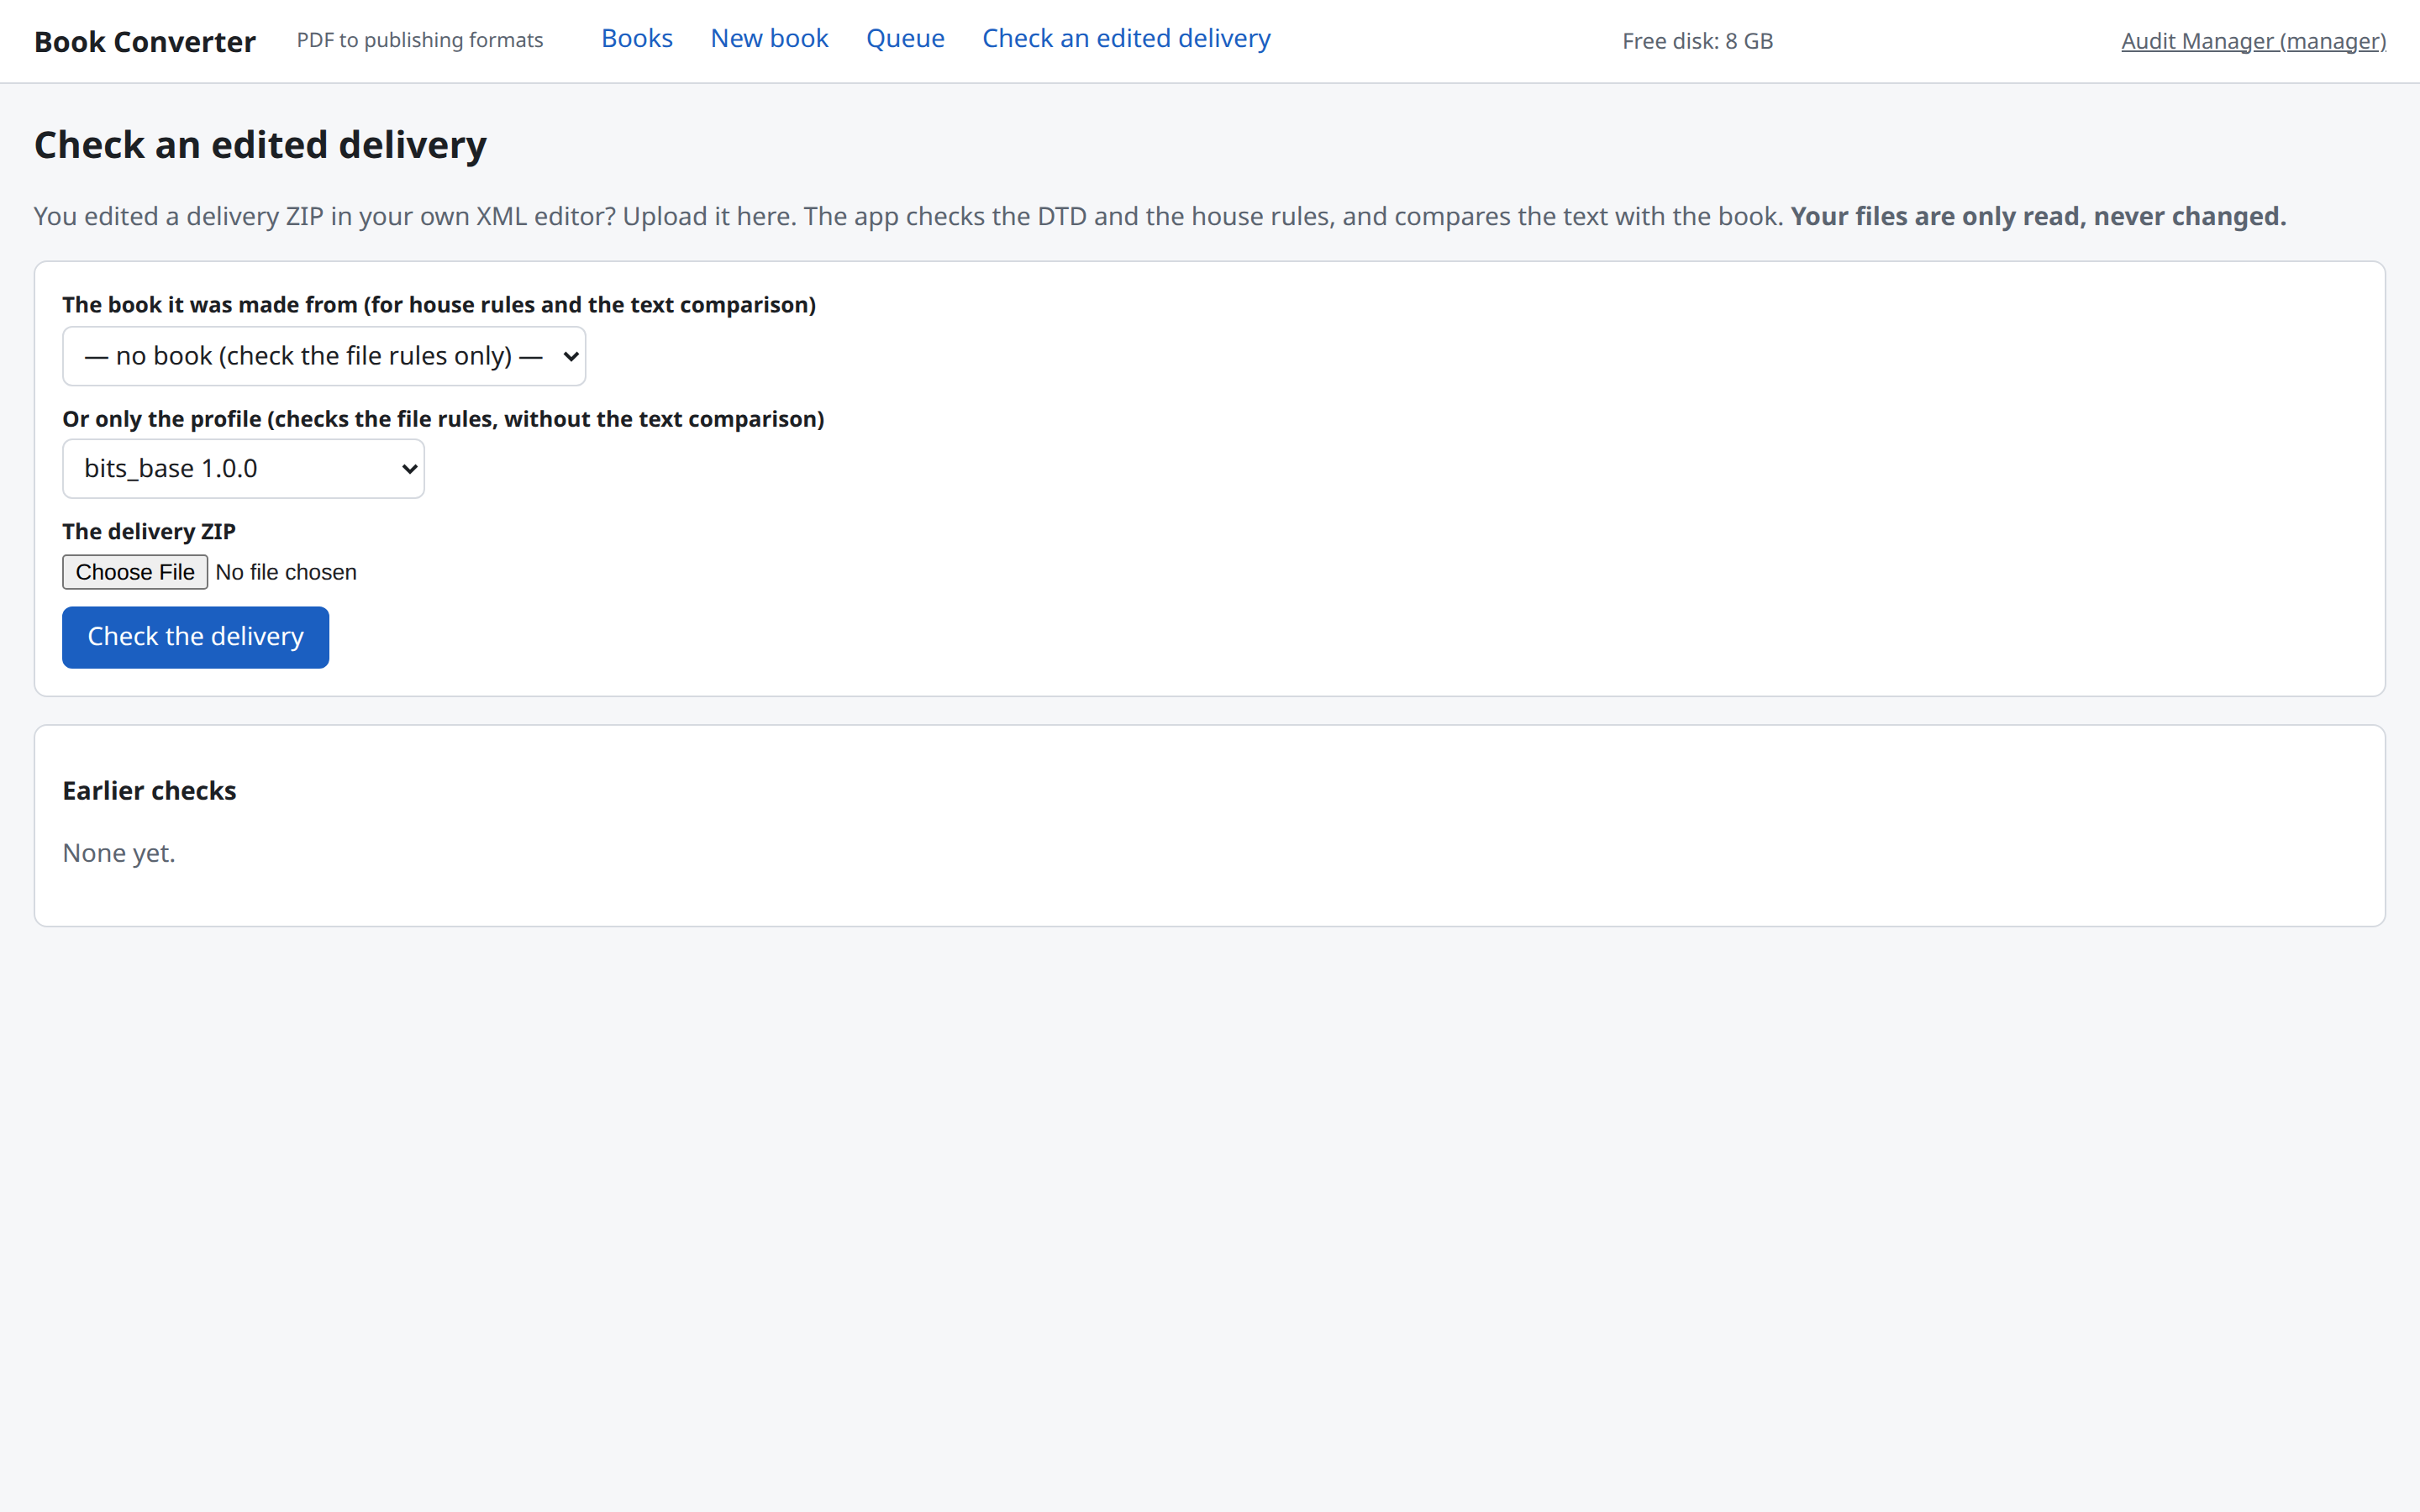 Book Converter PDF to publishing formats Books New book Queue Check an edited delivery Free disk: 8 GB Audit Manager (manager)
Check an edited delivery
You edited a delivery ZIP in your own XML editor? Upload it here. The app checks the DTD and the house rules, and compares the text with the book. Your files are only read, never changed.
The book it was made from (for house rules and the text comparison)
— no book (check the file rules only) —
Or only the profile (checks the file rules, without the text comparison)
bits_base 1.0.0
The delivery ZIP
Choose File No file chosen
Check the delivery
Earlier checks
None yet.